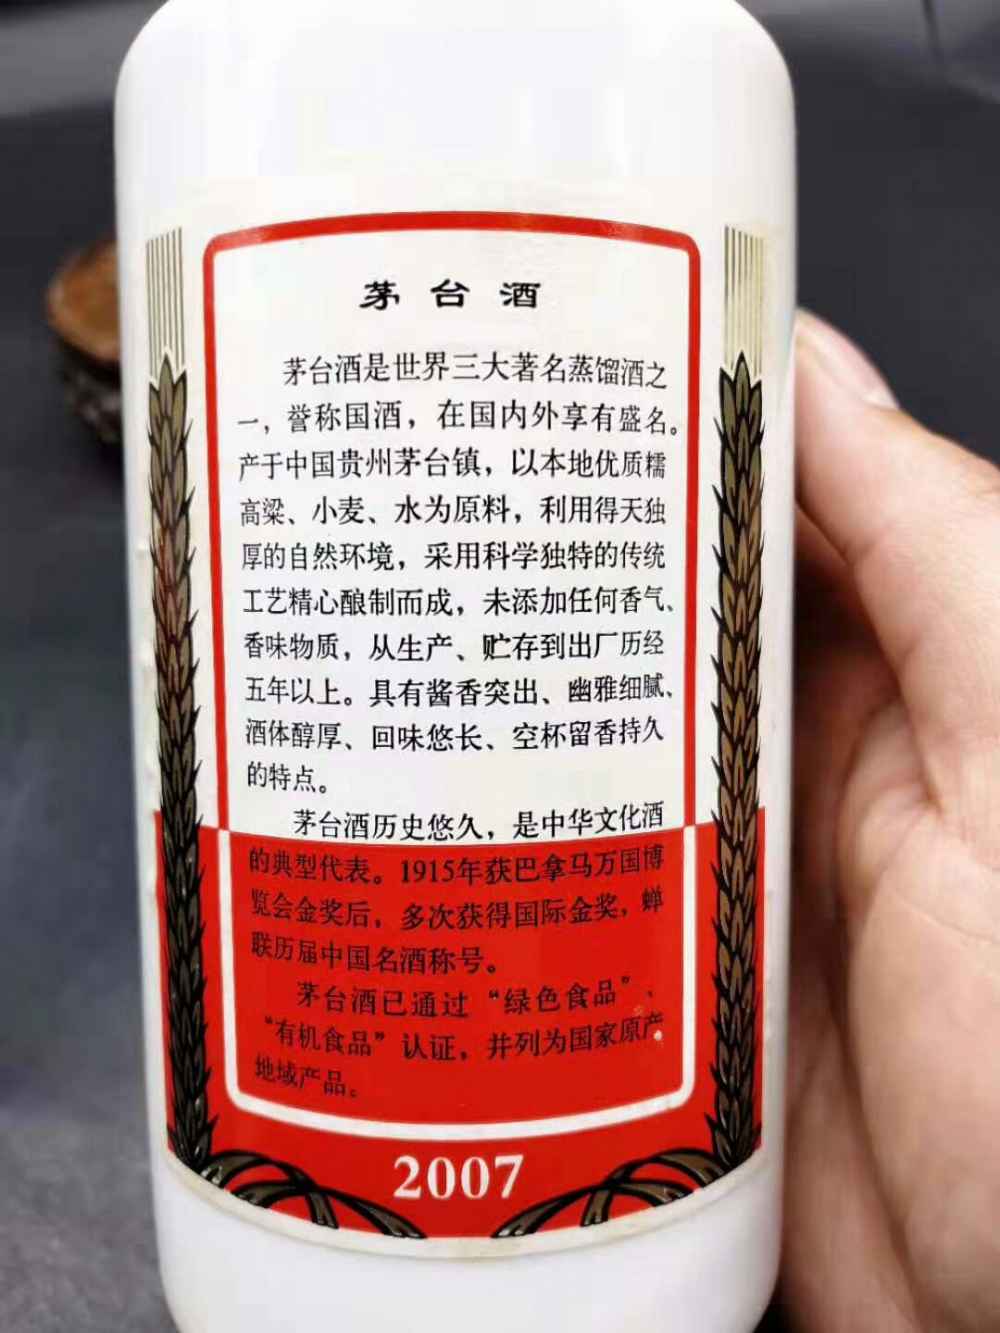 茅台酒
茅台酒是世界三大著名蒸馏酒之
一，誉称国酒，在国内外享有盛名。
产于中国贵州茅台镇，以本地优质糯
高粱、小麦、水为原料，利用得天独
厚的自然环境，采用科学独特的传统
工艺精心酿制而成，未添加任何香气、
香味物质，从生产、贮存到出厂历经
五年以上。具有酱香突出、幽雅细腻、
酒体醇厚、回味悠长、空杯留香持久
的特点。
茅台酒历史悠久，是中华文化酒
的典型代表。1915年获巴拿马万国博
览会金奖后，多次获得国际金奖，蝉
联历届中国名酒称号。
茅台酒已通过“绿色食品”、
“有机食品”认证，并列为国家原产
地域产品。
2007